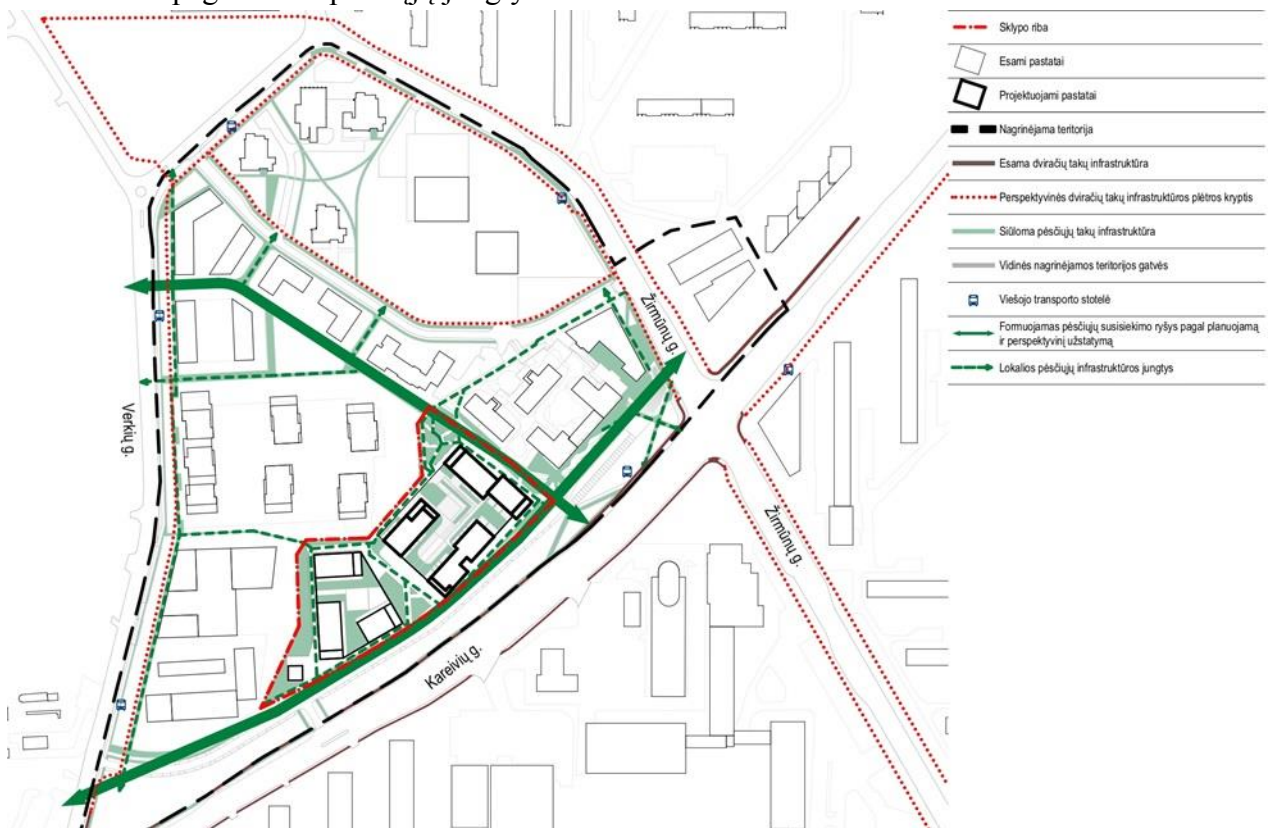 Sklypo riba
Esami pastatai
Projektuojami pastatai
Nagrinėjama teritorija
Esama dviračių takų infrastruktūra
Perspektyvinės dviračių takų infrastruktūros plėtros kryptis
Siūloma pėsčiųjų takų infrastruktūra
Vidinės nagrinėjamos teritorijos gatvės
Viešojo transporto stotelė
Formuojamas pėsčiųjų susisiekimo ryšys pagal planuojamą
ir perspektyvinį užstatymą
Lokalios pėsčiųjų infrastruktūros jungtys
Žirmūnų g.
Verkių g.
Žirmūnų g.
Kareivių g.